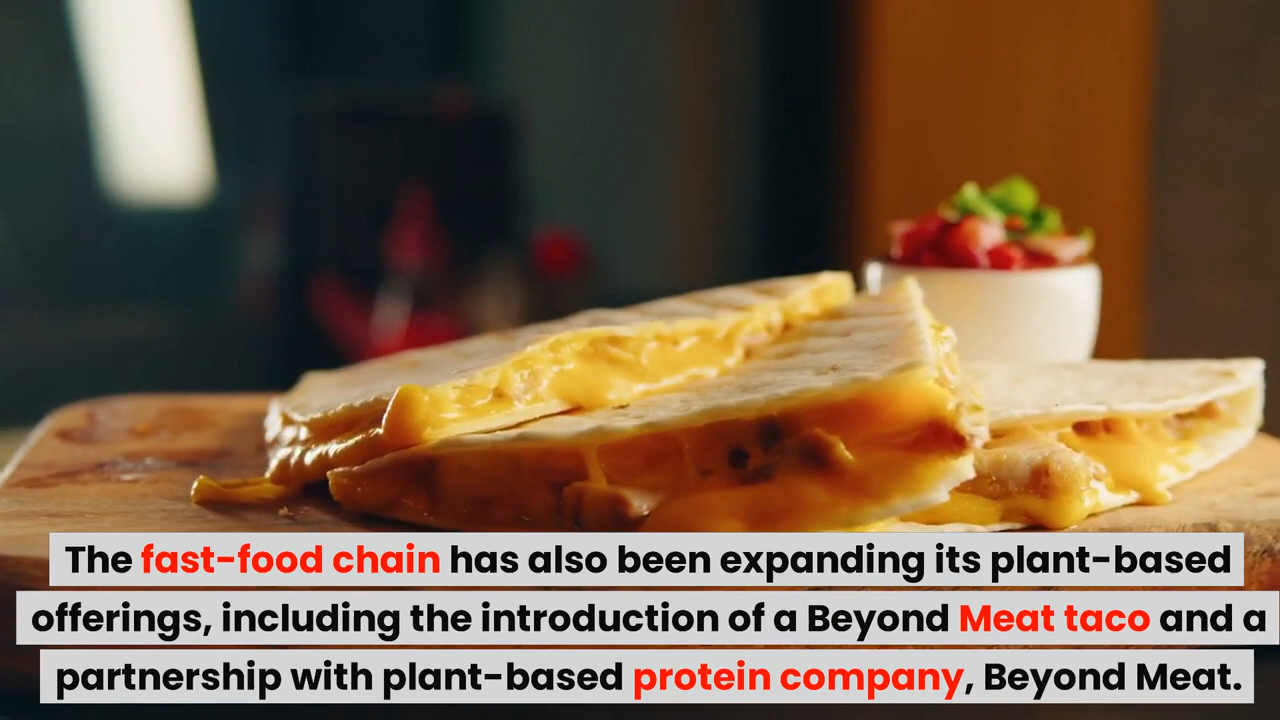 The fast-food chain has also been expanding its plant-based
offerings, including the introduction of a Beyond Meat taco and a
partnership with plant-based protein company, Beyond Meat.